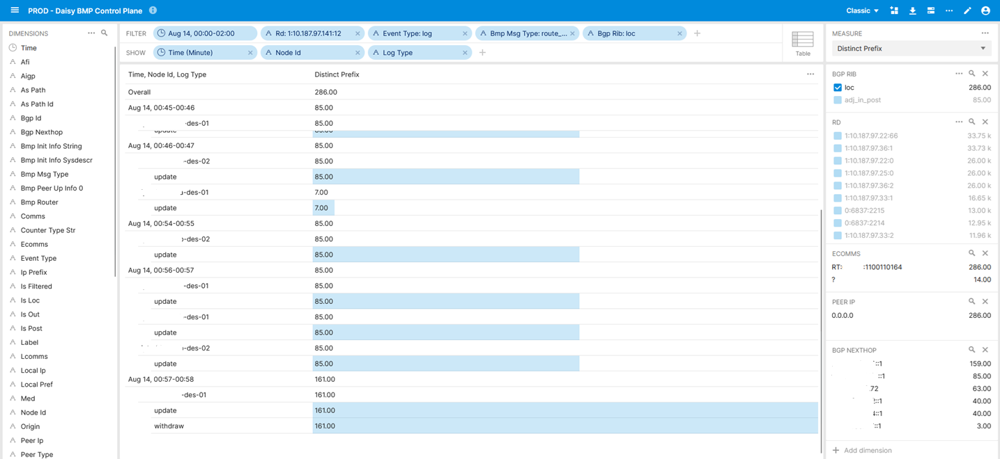 PROD - Daisy BMP Control Plane
Classic
DIMENSIONS
Time
Afi
Aigp
As Path
As Path Id
Bgp Id
Bgp Nexthop
Bmp Init Info String
Bmp Init Info Sysdescr
Bmp Msg Type
Bmp Peer Up Info 0
Bmp Router
Comms
Counter Type Str
Ecomms
Event Type
Ip Prefix
Is Filtered
Is Loc
Is Out
Is Post
Label
Lcomms
Local Ip
Local Pref
Med
Node Id
Origin
Peer Ip
Peer Type
FILTER Aug 14, 00:00-02:00 Rd: 1:10.187.97.141:12 Event Type: log Bmp Msg Type: route_... Bgp Rib: loc
SHOW Time (Minute) Node Id Log Type
Table
Time, Node Id, Log Type Distinct Prefix
Overall 286.00
Aug 14, 00:45-00:46 85.00
-des-01 85.00
update 85.00
Aug 14, 00:46-00:47 85.00
-des-02 85.00
update 85.00
-des-01 7.00
update 7.00
Aug 14, 00:54-00:55 85.00
-des-02 85.00
update 85.00
Aug 14, 00:56-00:57 85.00
-des-01 85.00
update 85.00
-des-01 85.00
update 85.00
-des-02 85.00
update 85.00
Aug 14, 00:57-00:58 161.00
-des-01 161.00
update 161.00
withdraw 161.00
MEASURE
Distinct Prefix
BGP RIB
loc 286.00
adj_in_post 85.00
RD
1:10.187.97.22:66 33.75 k
1:10.187.97.36:1 33.73 k
1:10.187.97.22:0 26.00 k
1:10.187.97.25:0 26.00 k
1:10.187.97.36:2 26.00 k
1:10.187.97.33:1 16.65 k
0:6837:2215 13.00 k
0:6837:2214 12.95 k
1:10.187.97.33:2 11.96 k
ECOMMS
RT: :1100110164 286.00
? 14.00
PEER IP
0.0.0.0 286.00
BGP NEXTHOP
::1 159.00
::1 85.00
.72 63.00
::1 40.00
::1 40.00
::1 3.00
Add dimension